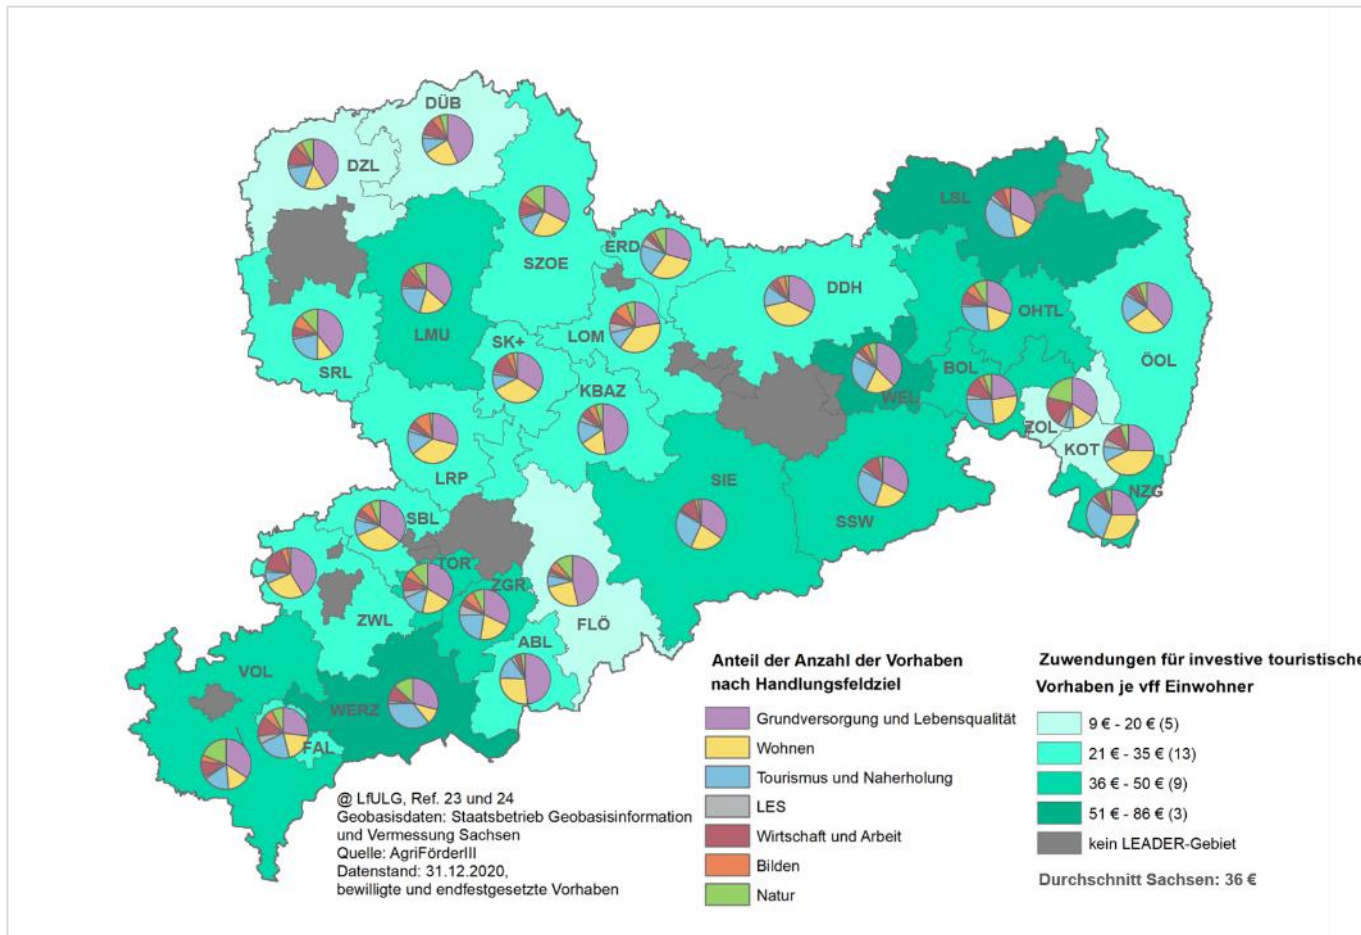 DÜB
DZL
LSL
ERD
SZOE
DDH
OHTL
LMU
LOM
SK+
ÖOL
SRL
KBAZ
BOL
WEL
ZOL
KOT
LRP
SIE
NZG
SSW
SBL
TOR
ZGR
ZWL
FLÖ
ABL
VOL
WERZ
FAL
Anteil der Anzahl der Vorhaben
nach Handlungsfeldziel
Grundversorgung und Lebensqualität
Wohnen
Tourismus und Naherholung
LES
Wirtschaft und Arbeit
Bilden
Natur
Zuwendungen für investive touristische
Vorhaben je vff Einwohner
9 € - 20 € (5)
21 € - 35 € (13)
36 € - 50 € (9)
51 € - 86 € (3)
kein LEADER-Gebiet
Durchschnitt Sachsen: 36 €
@ LfULG, Ref. 23 und 24
Geobasisdaten: Staatsbetrieb Geobasisinformation
und Vermessung Sachsen
Quelle: AgriFörderIII
Datenstand: 31.12.2020,
bewilligte und endfestgesetzte Vorhaben